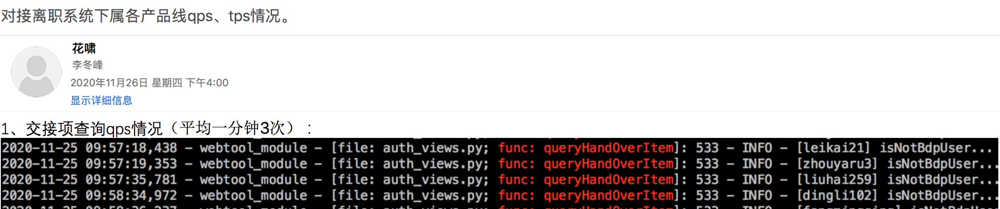 对接离职系统下属各产品线qps、tps情况。
花啸
李冬峰
2020年11月26日 星期四 下午4:00
显示详细信息
1、交接项查询qps情况（平均一分钟3次）：
2020-11-25 09:57:18,438 - webtool_module - [file: auth_views.py; func: queryHandOverItem]: 533 - INFO - [leikai21] isNotBdpUser...
2020-11-25 09:57:19,353 - webtool_module - [file: auth_views.py; func: queryHandOverItem]: 533 - INFO - [zhouyaru3] isNotBdpUser...
2020-11-25 09:57:35,781 - webtool_module - [file: auth_views.py; func: queryHandOverItem]: 533 - INFO - [liuhai259] isNotBdpUser...
2020-11-25 09:58:34,972 - webtool_module - [file: auth_views.py; func: queryHandOverItem]: 533 - INFO - [dingli102] isNotBdpUser...